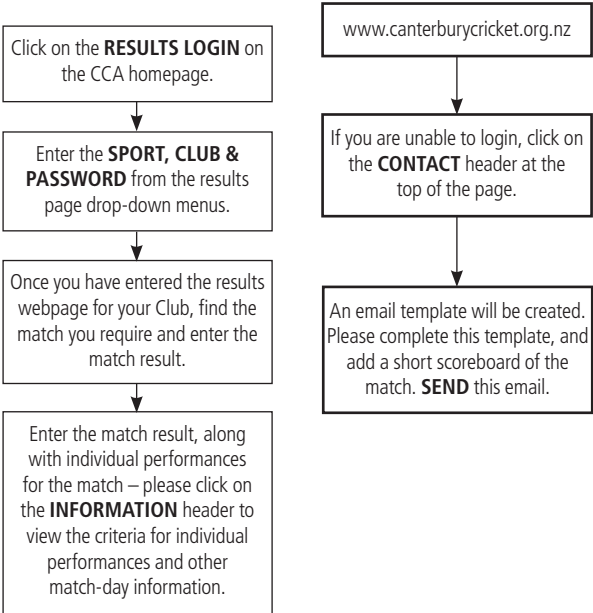 Click on the RESULTS LOGIN on
the CCA homepage.
Enter the SPORT, CLUB &
PASSWORD from the results
page drop-down menus.
Once you have entered the results
webpage for your Club, find the
match you require and enter the
match result.
Enter the match result, along
with individual performances
for the match – please click on
the INFORMATION header to
view the criteria for individual
performances and other
match-day information.
www.canterburycricket.org.nz
If you are unable to login, click on
the CONTACT header at the
top of the page.
An email template will be created.
Please complete this template, and
add a short scoreboard of the
match. SEND this email.